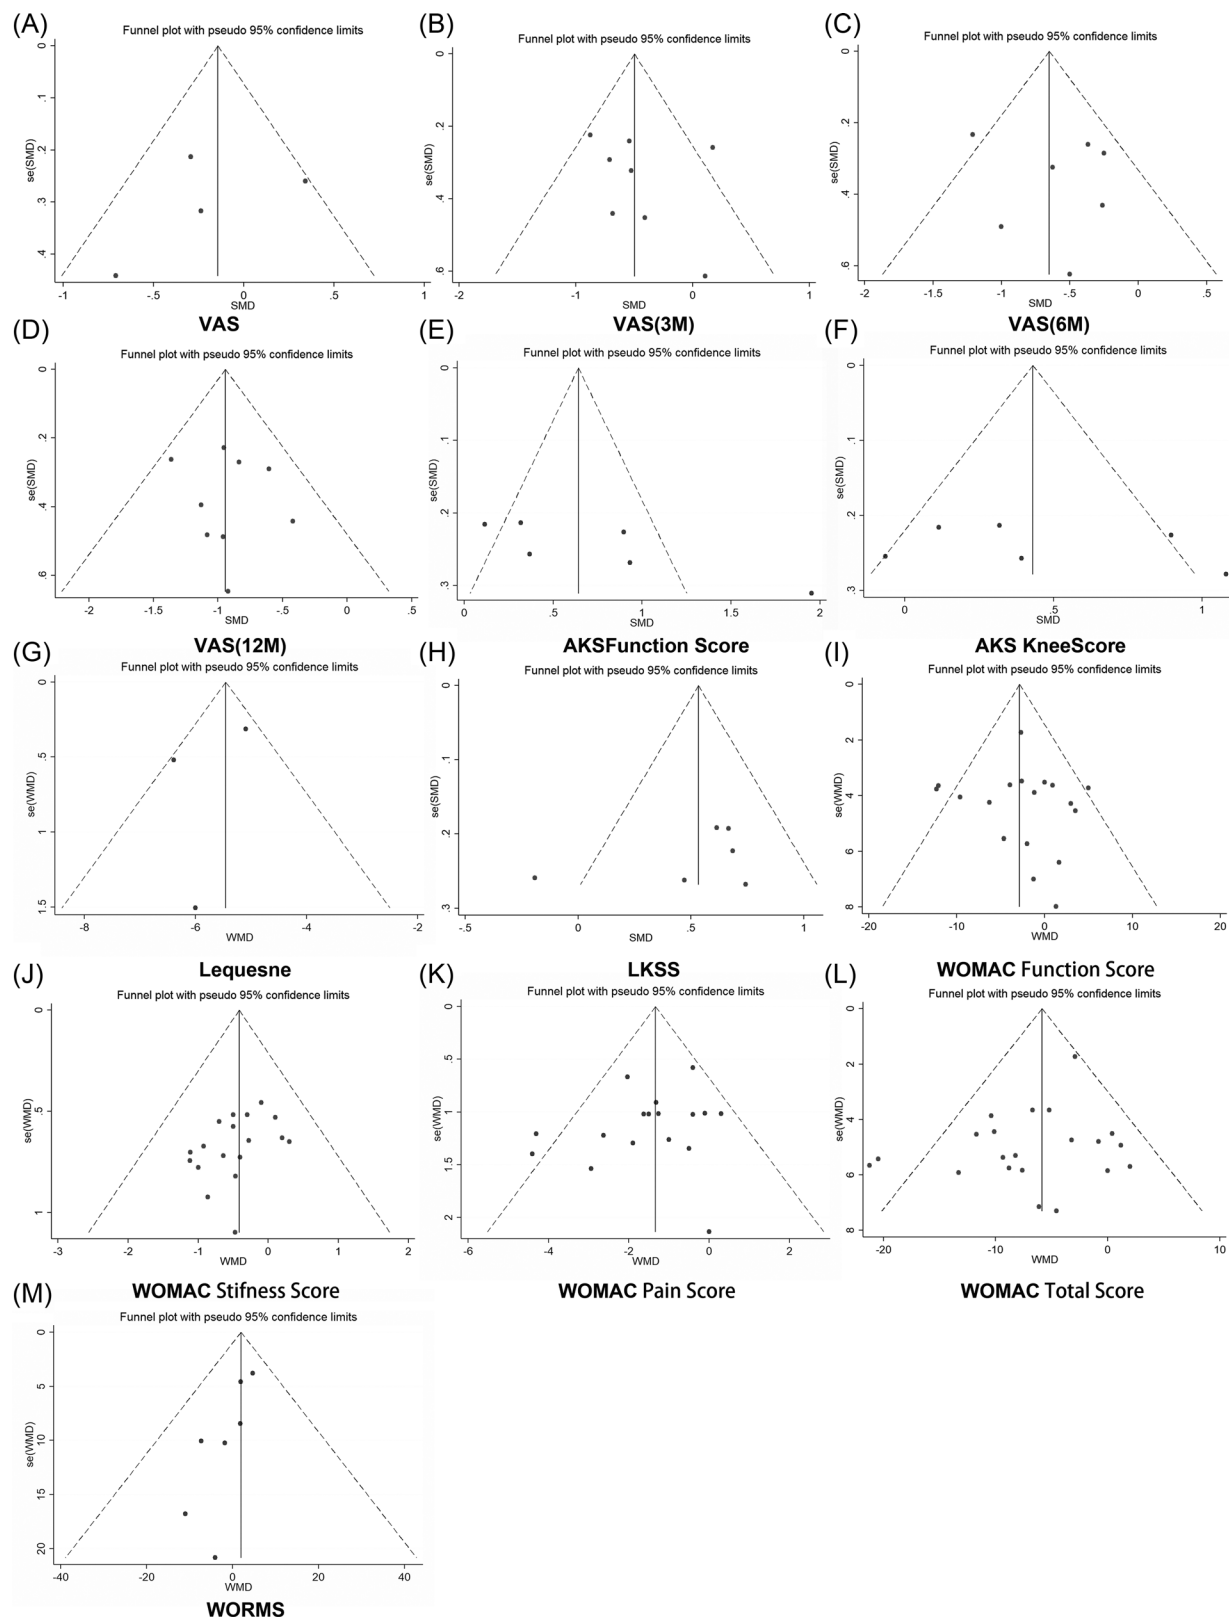 (A)
Funnel plot with pseudo 95% confidence limits
0
.1
.2
.3
.4
se(SMD)
-1
-.5
0
.5
1
SMD
VAS
(B)
Funnel plot with pseudo 95% confidence limits
0
.2
.4
.6
se(SMD)
-2
-1
0
1
SMD
VAS(3M)
(C)
Funnel plot with pseudo 95% confidence limits
0
.2
.4
.6
se(SMD)
-2
-1.5
-1
-.5
0
.5
SMD
VAS(6M)
(D)
Funnel plot with pseudo 95% confidence limits
0
.2
.4
.6
se(SMD)
-2
-1
-.5
0
.5
SMD
VAS(12M)
(E)
Funnel plot with pseudo 95% confidence limits
0
.1
.2
.3
se(SMD)
0
.5
1
1.5
2
SMD
AKSFunction Score
(F)
Funnel plot with pseudo 95% confidence limits
0
.1
.2
.3
se(SMD)
0
.5
1
SMD
AKS KneeScore
(G)
Funnel plot with pseudo 95% confidence limits
0
.5
1
1.5
se(WMD)
-8
-6
-4
-2
WMD
Lequesne
(H)
Funnel plot with pseudo 95% confidence limits
0
.1
.2
.3
se(SMD)
-.5
0
.5
1
SMD
LKSS
(I)
Funnel plot with pseudo 95% confidence limits
0
2
4
6
8
se(WMD)
-20
-10
0
10
20
WMD
WOMAC Function Score
(J)
Funnel plot with pseudo 95% confidence limits
0
.5
1
se(WMD)
-3
-2
-1
0
1
2
WMD
WOMAC Stifness Score
(K)
Funnel plot with pseudo 95% confidence limits
0
.5
1
1.5
2
se(WMD)
-6
-4
-2
0
2
WMD
WOMAC Pain Score
(L)
Funnel plot with pseudo 95% confidence limits
0
2
4
6
8
se(WMD)
-20
-10
0
10
WMD
WOMAC Total Score
(M)
Funnel plot with pseudo 95% confidence limits
0
5
10
15
20
se(WMD)
-40
-20
0
20
40
WMD
WORMS